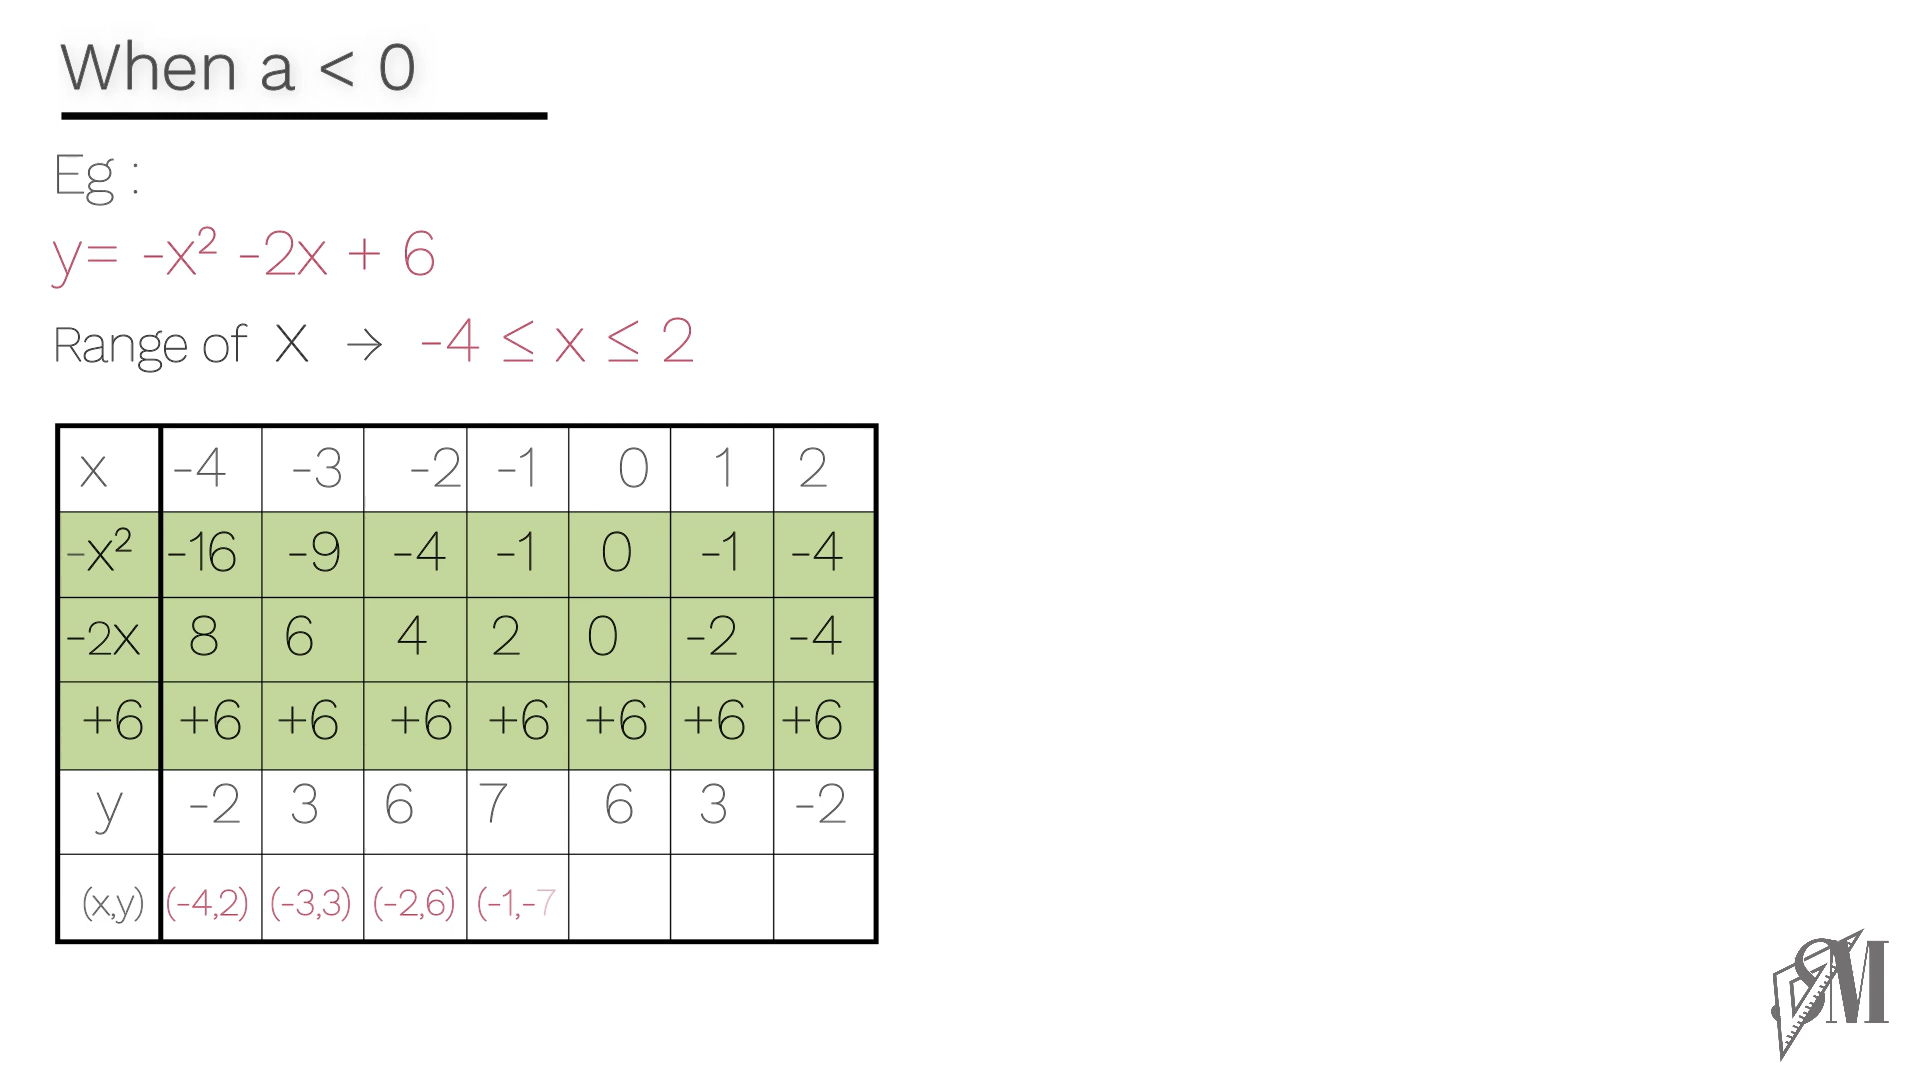 When a < 0
Eg :
y= -x² -2x + 6
Range of X → -4 ≤ x ≤ 2
x -4 -3 -2 -1 0 1 2
-x² -16 -9 -4 -1 0 -1 -4
-2x 8 6 4 2 0 -2 -4
+6 +6 +6 +6 +6 +6 +6 +6
y -2 3 6 7 6 3 -2
(x,y) (-4,2) (-3,3) (-2,6) (-1,-7
SM